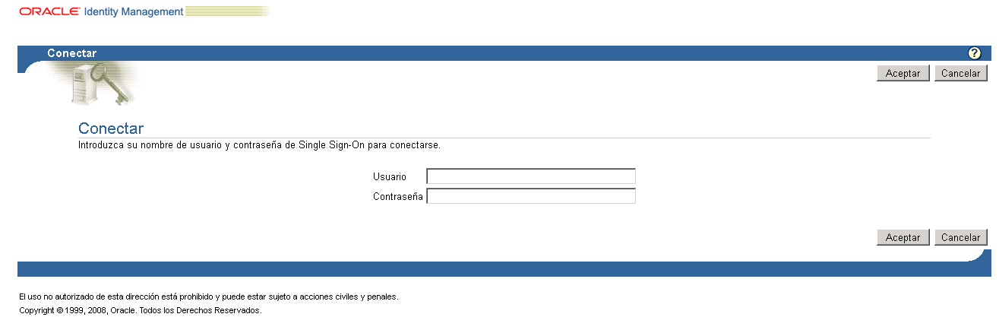 ORACLE Identity Management
Conectar
?
Aceptar Cancelar
Conectar
Introduzca su nombre de usuario y contraseña de Single Sign-On para conectarse.
Usuario
Contraseña
Aceptar Cancelar
El uso no autorizado de esta dirección está prohibido y puede estar sujeto a acciones civiles y penales.
Copyright © 1999, 2008, Oracle. Todos los Derechos Reservados.